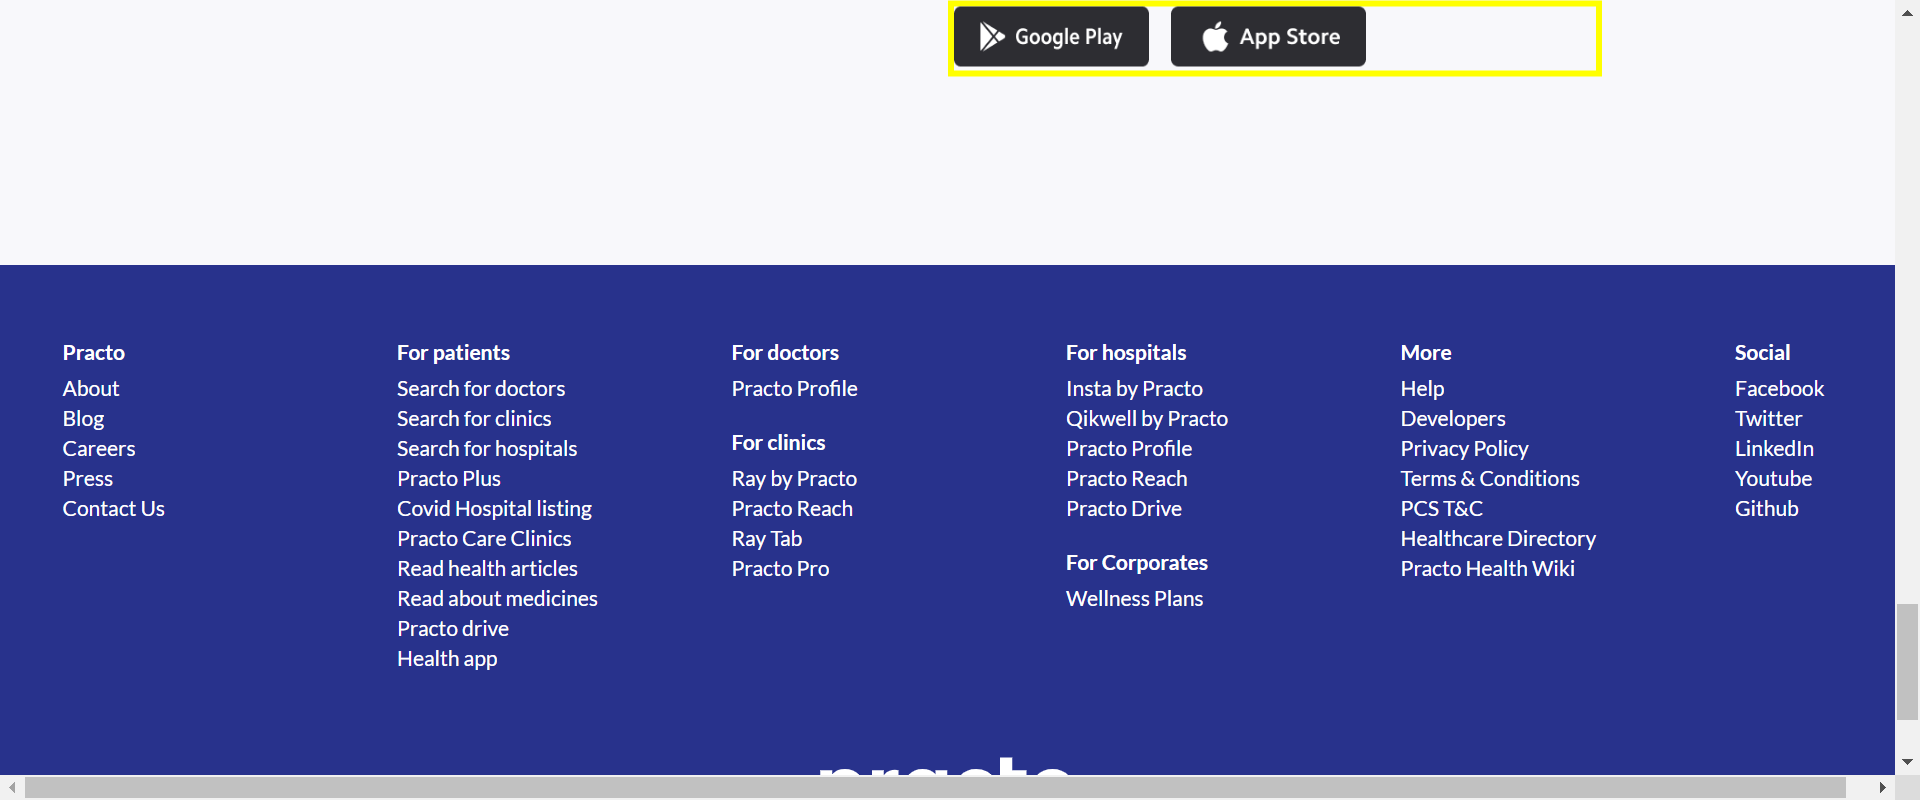 Google Play
App Store
Practo
About
Blog
Careers
Press
Contact Us
For patients
Search for doctors
Search for clinics
Search for hospitals
Practo Plus
Covid Hospital listing
Practo Care Clinics
Read health articles
Read about medicines
Practo drive
Health app
For doctors
Practo Profile
For clinics
Ray by Practo
Practo Reach
Ray Tab
Practo Pro
For hospitals
Insta by Practo
Qikwell by Practo
Practo Profile
Practo Reach
Practo Drive
For Corporates
Wellness Plans
More
Help
Developers
Privacy Policy
Terms & Conditions
PCS T&C
Healthcare Directory
Practo Health Wiki
Social
Facebook
Twitter
LinkedIn
Youtube
Github
practo